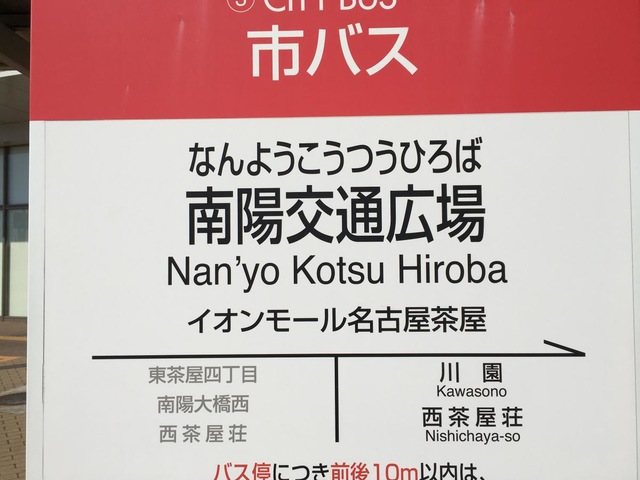 ③ CITY BUS
市バス
なんようこうつうひろば
南陽交通広場
Nan'yo Kotsu Hiroba
イオンモール名古屋茶屋
東茶屋四丁目
南陽大橋西
西茶屋荘
川園
Kawasono
西茶屋荘
Nishichaya-so
バス停につき前後10m以内は、